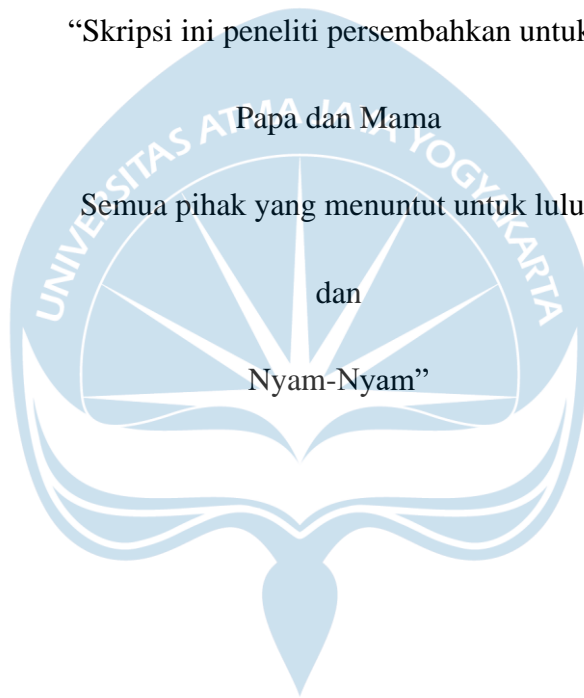 “Skripsi ini peneliti persembahkan untuk
Papa dan Mama
UNIVERSITAS ATMA JAYA YOGYAKARTA
Semua pihak yang menuntut untuk lulu
dan
Nyam-Nyam”